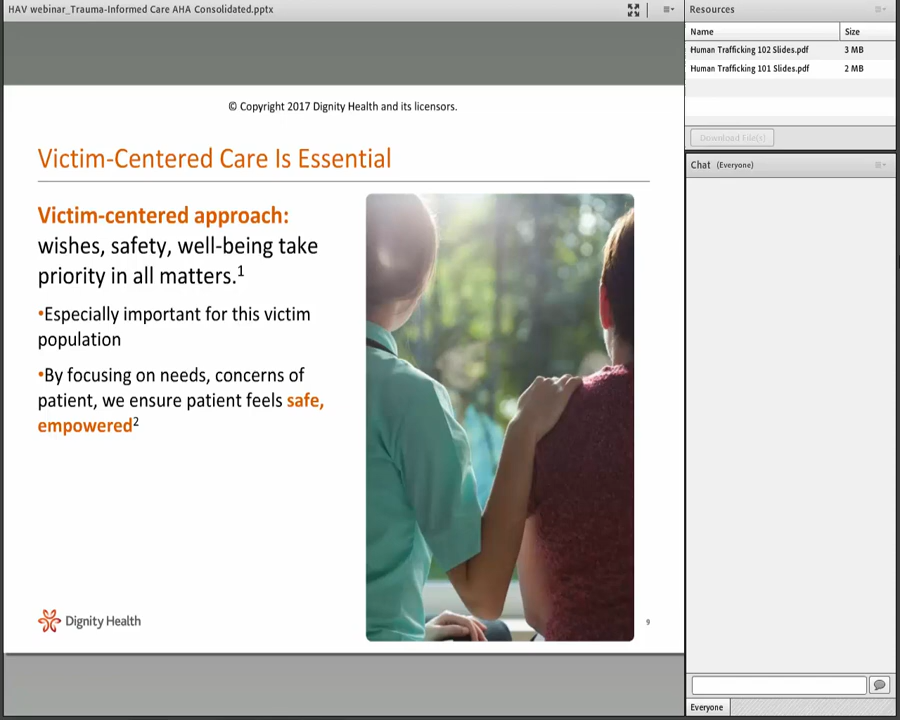 HAV webinar_Trauma-Informed Care AHA Consolidated.pptx
© Copyright 2017 Dignity Health and its licensors.
Victim-Centered Care Is Essential
Victim-centered approach:
wishes, safety, well-being take
priority in all matters.1
•Especially important for this victim
population
•By focusing on needs, concerns of
patient, we ensure patient feels safe,
empowered2
Dignity Health
9
Resources
Name Size
Human Trafficking 102 Slides.pdf 3 MB
Human Trafficking 101 Slides.pdf 2 MB
Download File(s)
Chat (Everyone)
Everyone